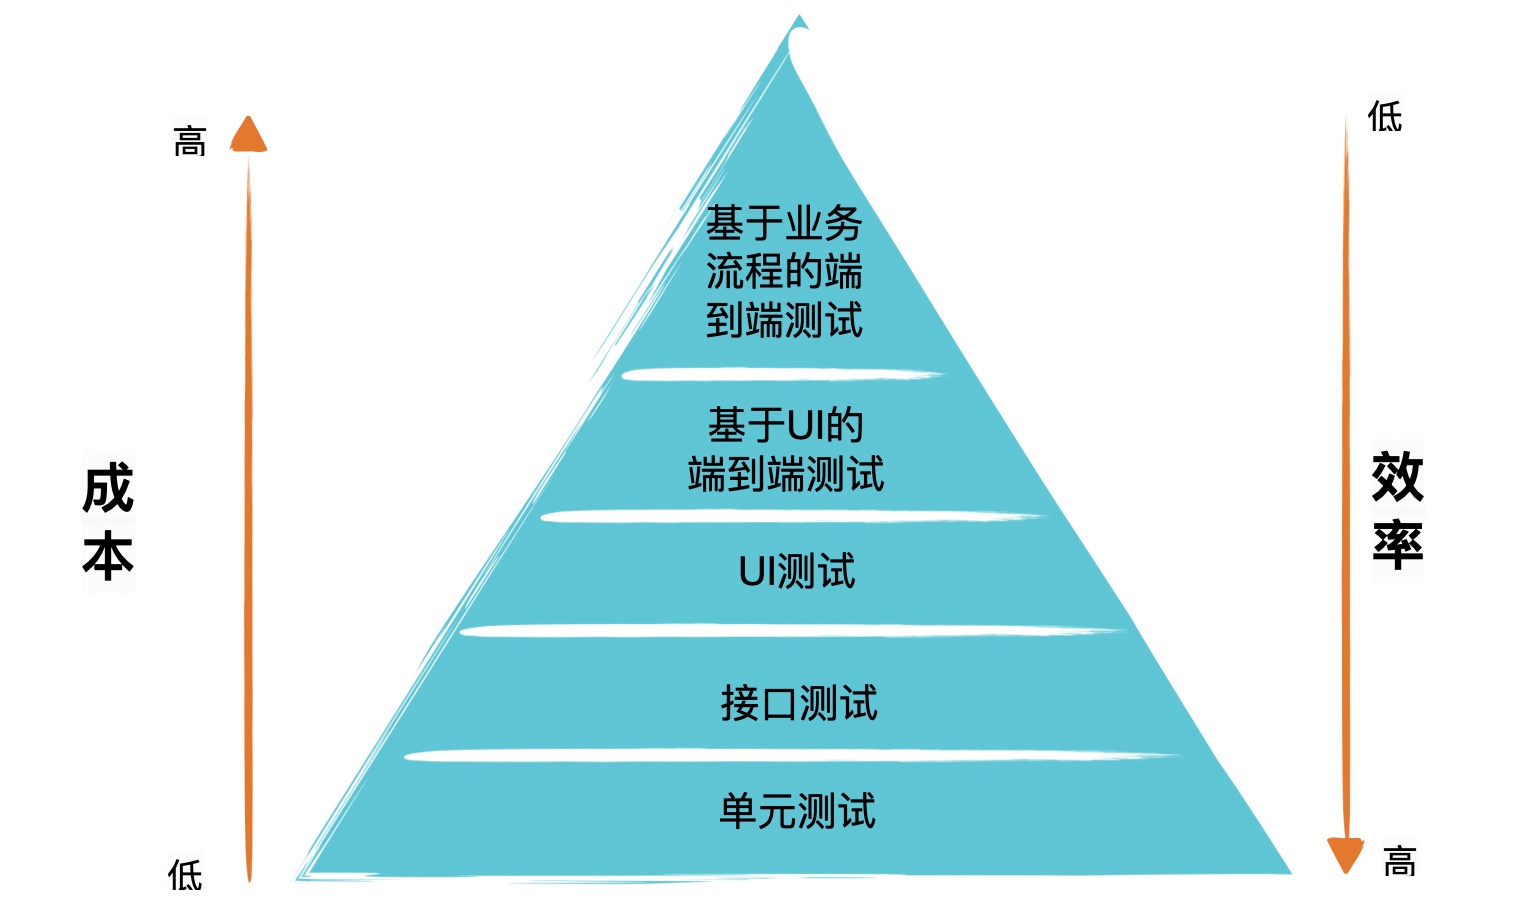 高
低
基于业务
流程的端
到端测试
基于UI的
端到端测试
成
本
效
率
UI测试
接口测试
单元测试
低
高